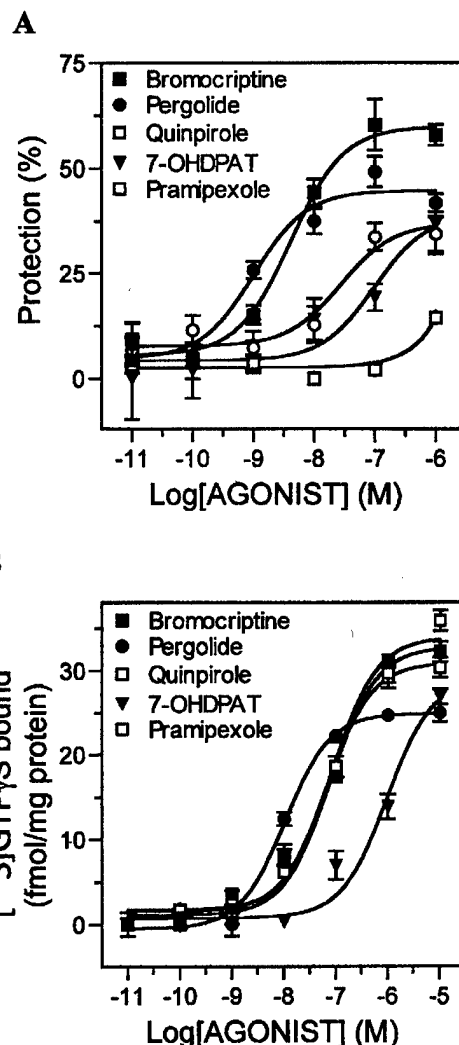 A
75
50
25
0
Protection (%)
Bromocriptine
Pergolide
Quinpirole
7-OHDPAT
Pramipexole
-11 -10 -9 -8 -7 -6
Log[AGONIST] (M)
30
20
10
0
S]GTPγS bound
(fmol/mg protein)
Bromocriptine
Pergolide
Quinpirole
7-OHDPAT
Pramipexole
-11 -10 -9 -8 -7 -6 -5
Log[AGONIST] (M)